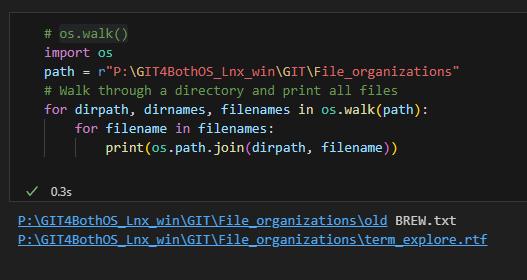 # os.walk()
import os
path = r"P:\GIT4BothOS_Lnx_win\GIT\File_organizations"
# Walk through a directory and print all files
for dirpath, dirnames, filenames in os.walk(path):
    for filename in filenames:
        print(os.path.join(dirpath, filename))
✓ 0.3s
P:\GIT4BothOS_Lnx_win\GIT\File_organizations\old BREW.txt
P:\GIT4BothOS_Lnx_win\GIT\File_organizations\term_explore.rtf